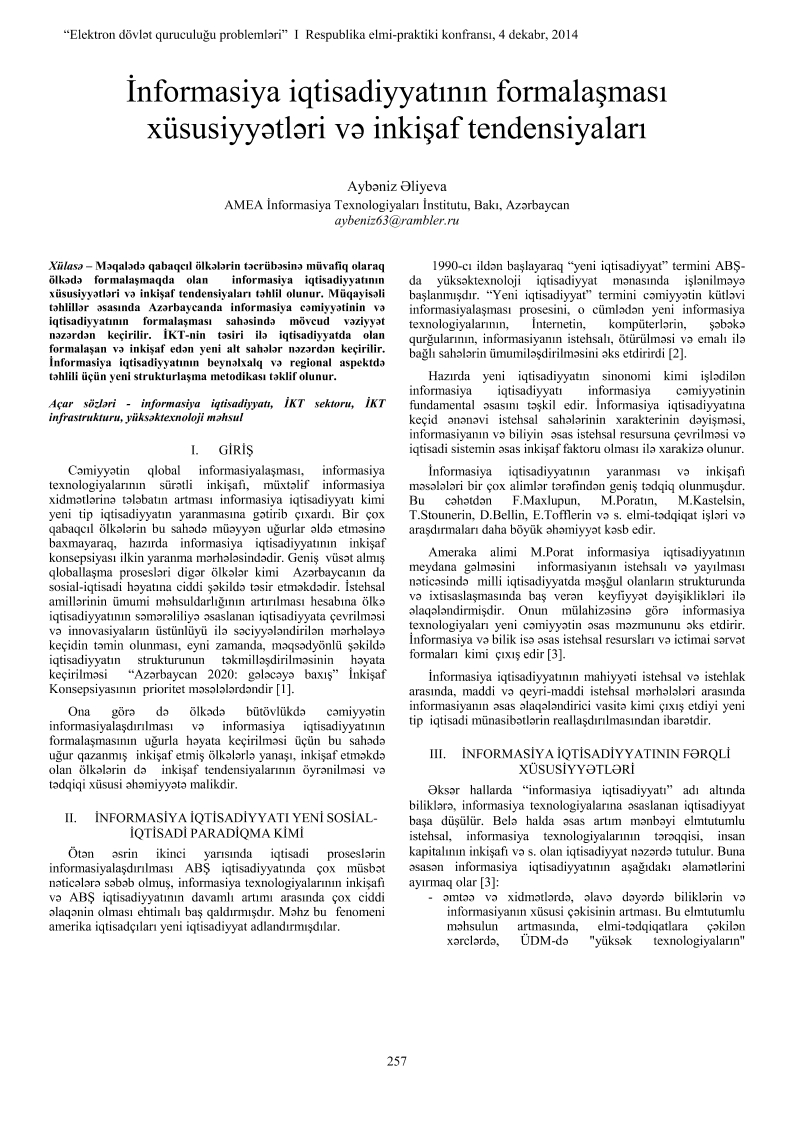 “Elektron dövlət quruculuğu problemləri” I Respublika elmi-praktiki konfransı, 4 dekabr, 2014
İnformasiya iqtisadiyyatının formalaşması
xüsusiyyətləri və inkişaf tendensiyaları
Aybəniz Əliyeva
AMEA İnformasiya Texnologiyaları İnstitutu, Bakı, Azərbaycan
aybeniz63@rambler.ru
Xülasə – Məqalədə qabaqcıl ölkələrin təcrübəsinə müvafiq olaraq
ölkədə formalaşmaqda olan informasiya iqtisadiyyatının
xüsusiyyətləri və inkişaf tendensiyaları təhlil olunur. Müqayisəli
təhlillər əsasında Azərbaycanda informasiya cəmiyyətinin və
iqtisadiyyatının formalaşması sahəsində mövcud vəziyyət
nəzərdən keçirilir. İKT-nin təsiri ilə iqtisadiyyatda olan
formalaşan və inkişaf edən yeni alt sahələr nəzərdən keçirilir.
İnformasiya iqtisadiyyatının beynəlxalq və regional aspektdə
təhlili üçün yeni strukturlaşma metodikası təklif olunur.
Açar sözləri - informasiya iqtisadiyyatı, İKT sektoru, İKT
infrastrukturu, yüksəktexnoloji məhsul
I. GİRİŞ
Cəmiyyətin qlobal informasiyalaşması, informasiya
texnologiyalarının sürətli inkişafı, müxtəlif informasiya
xidmətlərinə tələbatın artması informasiya iqtisadiyyatı kimi
yeni tip iqtisadiyyatın yaranmasına gətirib çıxardı. Bir çox
qabaqcıl ölkələrin bu sahədə müəyyən uğurlar əldə etməsinə
baxmayaraq, hazırda informasiya iqtisadiyyatının inkişaf
konsepsiyası ilkin yaranma mərhələsindədir. Geniş vüsət almış
qloballaşma prosesləri digər ölkələr kimi Azərbaycanın da
sosial-iqtisadi həyatına ciddi şəkildə təsir etməkdədir. İstehsal
amillərinin ümumi məhsuldarlığının artırılması hesabına ölkə
iqtisadiyyatının səmərəliliyə əsaslanan iqtisadiyyata çevrilməsi
və innovasiyaların üstünlüyü ilə səciyyələndirilən mərhələyə
keçidin təmin olunması, eyni zamanda, məqsədyönlü şəkildə
iqtisadiyyatın strukturunun təkmilləşdirilməsinin həyata
keçirilməsi “Azərbaycan 2020: gələcəyə baxış” İnkişaf
Konsepsiyasının prioritet məsələlərdəndir [1].
Ona görə də ölkədə bütövlükdə cəmiyyətin
informasiyalaşdırılması və informasiya iqtisadiyyatının
formalaşmasının uğurla həyata keçirilməsi üçün bu sahədə
uğur qazanmış inkişaf etmiş ölkələrlə yanaşı, inkişaf etməkdə
olan ölkələrin də inkişaf tendensiyalarının öyrənilməsi və
tədqiqi xüsusi əhəmiyyətə malikdir.
II. İNFORMASİYA İQTİSADİYYATI YENİ SOSİAL-
İQTİSADİ PARADİQMA KİMİ
Ötən əsrin ikinci yarısında iqtisadi proseslərin
informasiyalaşdırılması ABŞ iqtisadiyyatında çox müsbət
nəticələrə səbəb olmuş, informasiya texnologiyalarının inkişafı
və ABŞ iqtisadiyyatının davamlı artımı arasında çox ciddi
əlaqənin olması ehtimalı baş qaldırmışdır. Məhz bu fenomeni
amerika iqtisadçıları yeni iqtisadiyyat adlandırmışdılar.
1990-cı ildən başlayaraq “yeni iqtisadiyyat” termini ABŞ-
da yüksəktexnoloji iqtisadiyyat mənasında işlənilməyə
başlanmışdır. “Yeni iqtisadiyyat” termini cəmiyyətin kütləvi
informasiyalaşması prosesini, o cümlədən yeni informasiya
texnologiyalarının, İnternetin, kompüterlərin, şəbəkə
qurğularının, informasiyanın istehsalı, ötürülməsi və emalı ilə
bağlı sahələrin ümumiləşdirilməsini əks etdirirdi [2].
Hazırda yeni iqtisadiyyatın sinonomi kimi işlədilən
informasiya iqtisadiyyatı informasiya cəmiyyətinin
fundamental əsasını təşkil edir. İnformasiya iqtisadiyyatına
keçid ənənəvi istehsal sahələrinin xarakterinin dəyişməsi,
informasiyanın və biliyin əsas istehsal resursuna çevrilməsi və
iqtisadi sistemin əsas inkişaf faktoru olması ilə xarakizə olunur.
İnformasiya iqtisadiyyatının yaranması və inkişafı
məsələləri bir çox alimlər tərəfindən geniş tədqiq olunmuşdur.
Bu cəhətdən F.Maxlupun, M.Poratın, M.Kastelsin,
T.Stounerin, D.Bellin, E.Tofflerin və s. elmi-tədqiqat işləri və
araşdırmaları daha böyük əhəmiyyət kəsb edir.
Ameraka alimi M.Porat informasiya iqtisadiyyatının
meydana gəlməsini informasiyanın istehsalı və yayılması
nəticəsində milli iqtisadiyyatda məşğul olanların strukturunda
və ixtisaslaşmasında baş verən keyfiyyət dəyişiklikləri ilə
əlaqələndirmişdir. Onun mülahizəsinə görə informasiya
texnologiyaları yeni cəmiyyətin əsas məzmununu əks etdirir.
İnformasiya və bilik isə əsas istehsal resursları və ictimai sərvət
formaları kimi çıxış edir [3].
İnformasiya iqtisadiyyatının mahiyyəti istehsal və istehlak
arasında, maddi və qeyri-maddi istehsal mərhələləri arasında
informasiyanın əsas əlaqələndirici vasitə kimi çıxış etdiyi yeni
tip iqtisadi münasibətlərin reallaşdırılmasından ibarətdir.
III. İNFORMASİYA İQTİSADİYYATININ FƏRQLİ
XÜSUSİYYƏTLƏRİ
Əksər hallarda “informasiya iqtisadiyyatı” adı altında
biliklərə, informasiya texnologiyalarına əsaslanan iqtisadiyyat
başa düşülür. Belə halda əsas artım mənbəyi elmtutumlu
istehsal, informasiya texnologiyalarının tərəqqisi, insan
kapitalının inkişafı və s. olan iqtisadiyyat nəzərdə tutulur. Buna
əsasən informasiya iqtisadiyyatının aşağıdakı əlamətlərini
ayırmaq olar [3]:
- əmtəə və xidmətlərdə, əlavə dəyərdə biliklərin və
informasiyanın xüsusi çəkisinin artması. Bu elmtutumlu
məhsulun artmasında, elmi-tədqiqatlara çəkilən
xərclərdə, ÜDM-də "yüksək texnologiyaların"
257